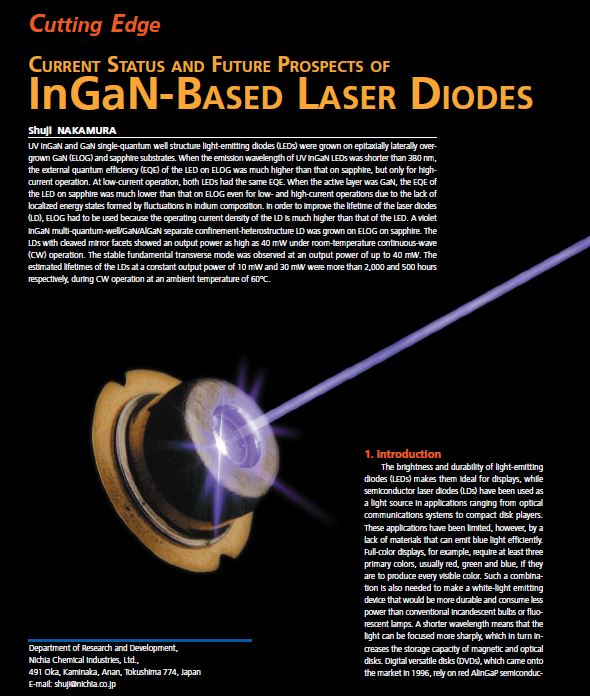 Cutting Edge
CURRENT STATUS AND FUTURE PROSPECTS OF
InGaN-BASED LASER DIODES
Shuji NAKAMURA
UV InGaN and GaN single-quantum well structure light-emitting diodes (LEDs) were grown on epitaxially laterally over-
grown GaN (ELOG) and sapphire substrates. When the emission wavelength of UV InGaN LEDs was shorter than 380 nm,
the external quantum efficiency (EQE) of the LED on ELOG was much higher than that on sapphire, but only for high-
current operation. At low-current operation, both LEDs had the same EQE. When the active layer was GaN, the EQE of
the LED on sapphire was much lower than that on ELOG even for low- and high-current operations due to the lack of
localized energy states formed by fluctuations in indium composition. In order to improve the lifetime of the laser diodes
(LD), ELOG had to be used because the operating current density of the LD is much higher than that of the LED. A violet
InGaN multi-quantum-well/GaN/AlGaN separate confinement-heterostructure LD was grown on ELOG on sapphire. The
LDs with cleaved mirror facets showed an output power as high as 40 mW under room-temperature continuous-wave
(CW) operation. The stable fundamental transverse mode was observed at an output power of up to 40 mW. The
estimated lifetimes of the LDs at a constant output power of 10 mW and 30 mW were more than 2,000 and 500 hours
respectively, during CW operation at an ambient temperature of 60ºC.
1. Introduction
The brightness and durability of light-emitting
diodes (LEDs) makes them ideal for displays, while
semiconductor laser diodes (LDs) have been used as
a light source in applications ranging from optical
communications systems to compact disk players.
These applications have been limited, however, by a
lack of materials that can emit blue light efficiently.
Full-color displays, for example, require at least three
primary colors, usually red, green and blue, if they
are to produce every visible color. Such a combina-
tion is also needed to make a white-light emitting
device that would be more durable and consume less
power than conventional incandescent bulbs or fluo-
rescent lamps. A shorter wavelength means that the
light can be focused more sharply, which in turn in-
creases the storage capacity of magnetic and optical
disks. Digital versatile disks (DVDs), which came onto
the market in 1996, rely on red AlInGaP semiconduc-
Department of Research and Development,
Nichia Chemical Industries, Ltd.,
491 Oka, Kaminaka, Anan, Tokushima 774, Japan
E-mail: shuji@nichia.co.jp